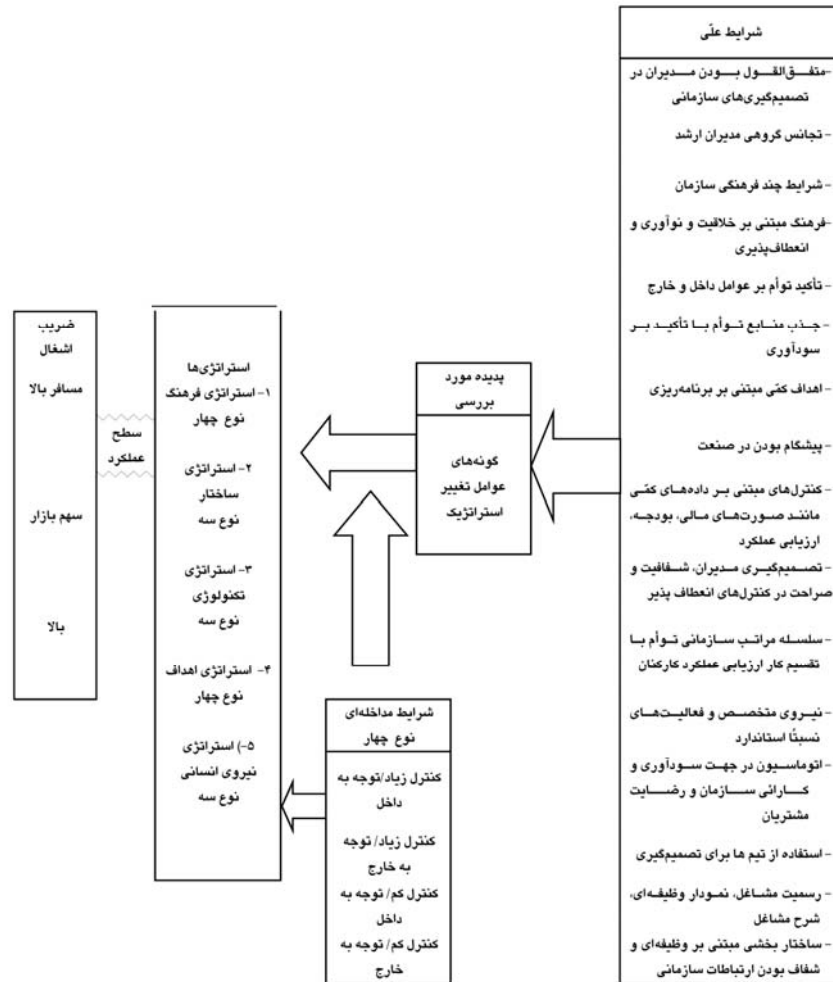 شرایط علّی
-متفق‌القول بودن مدیران در
تصمیم‌گیری‌های سازمانی
- تجانس گروهی مدیران ارشد
- شرایط چند فرهنگی سازمان
-فرهنگ مبتنی بر خلاقیت و نوآوری و
انعطاف‌پذیری
- تأکید توأم بر عوامل داخل و خارج
- جذب منابع توأم با تأکید بر
سودآوری
- اهداف کمّی مبتنی بر برنامه‌ریزی
- پیشگام بودن در صنعت
- کنترل‌های مبتنی بر داده‌های کمّی
مانند صورت‌های مالی، بودجه،
ارزیابی عملکرد
- تصمیم‌گیری مدیران، شفافیت و
صراحت در کنترل‌های انعطاف پذیر
- سلسله مراتب سازمانی توأم با
تقسیم کار ارزیابی عملکرد کارکنان
- نیروی متخصص و فعالیت‌های
نسبتًا استاندارد
- اتوماسیون در جهت سودآوری و
کارائی سازمان و رضایت
مشتریان
- استفاده از تیم ها برای تصمیم‌گیری
- رسمیت مشاغل، نمودار وظیفه‌ای،
شرح مشاغل
- ساختار بخشی مبتنی بر وظیفه‌ای و
شفاف بودن ارتباطات سازمانی
پدیده مورد
بررسی
گونه‌های
عوامل تغییر
استراتژیک
شرایط مداخله‌ای
نوع چهار
کنترل زیاد/توجه به
داخل
کنترل زیاد/ توجه
به خارج
کنترل کم/ توجه به
داخل
کنترل کم/ توجه به
خارج
استراتژی‌ها
۱- استراتژی فرهنگ
نوع چهار
۲- استراتژی
ساختار
نوع سه
۳- استراتژی
تکنولوژی
نوع سه
۴- استراتژی اهداف
نوع چهار
۵-) استراتژی
نیروی انسانی
نوع سه
سطح
عملکرد
ضریب
اشغال
مسافر بالا
سهم بازار
بالا